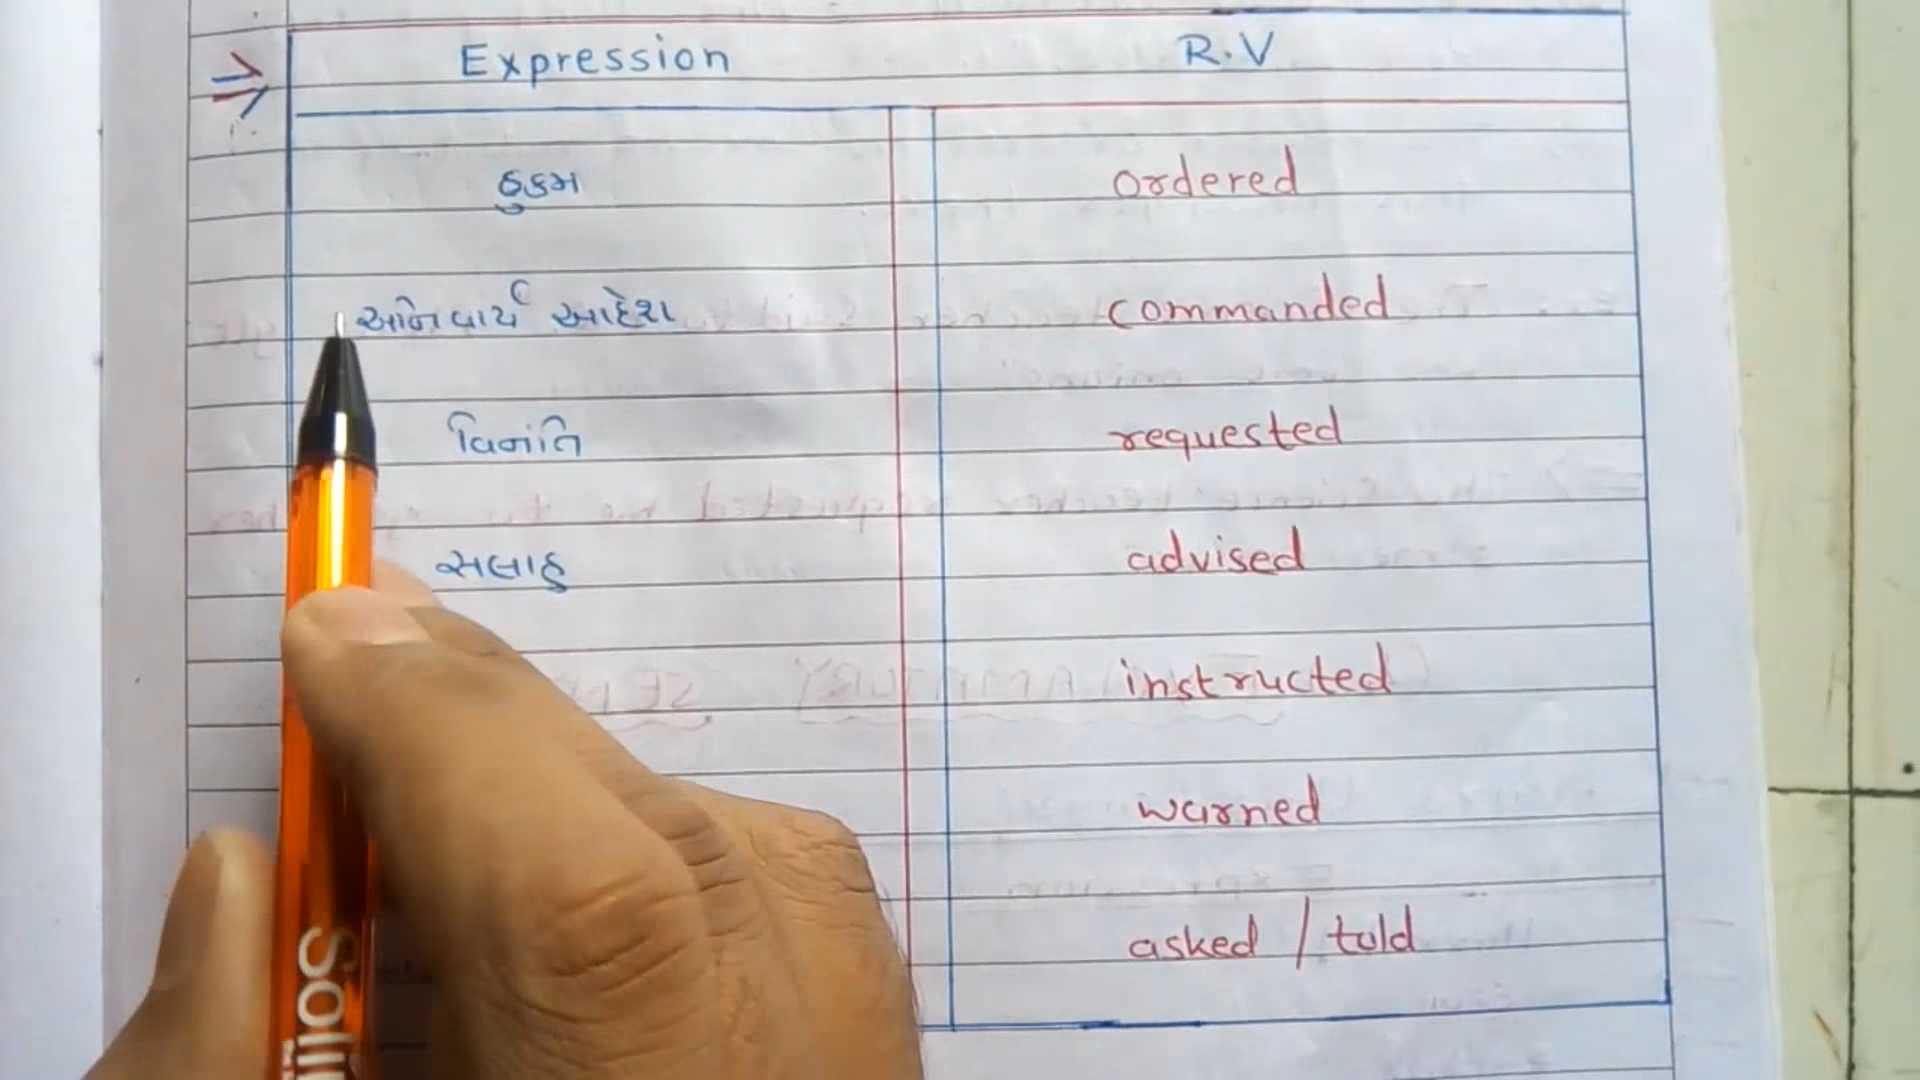 Expression R.V
હુકમ ordered
અનિવાર્ય આદેશ commanded
વિનંતિ requested
સલાહ advised
instructed
warned
asked / told